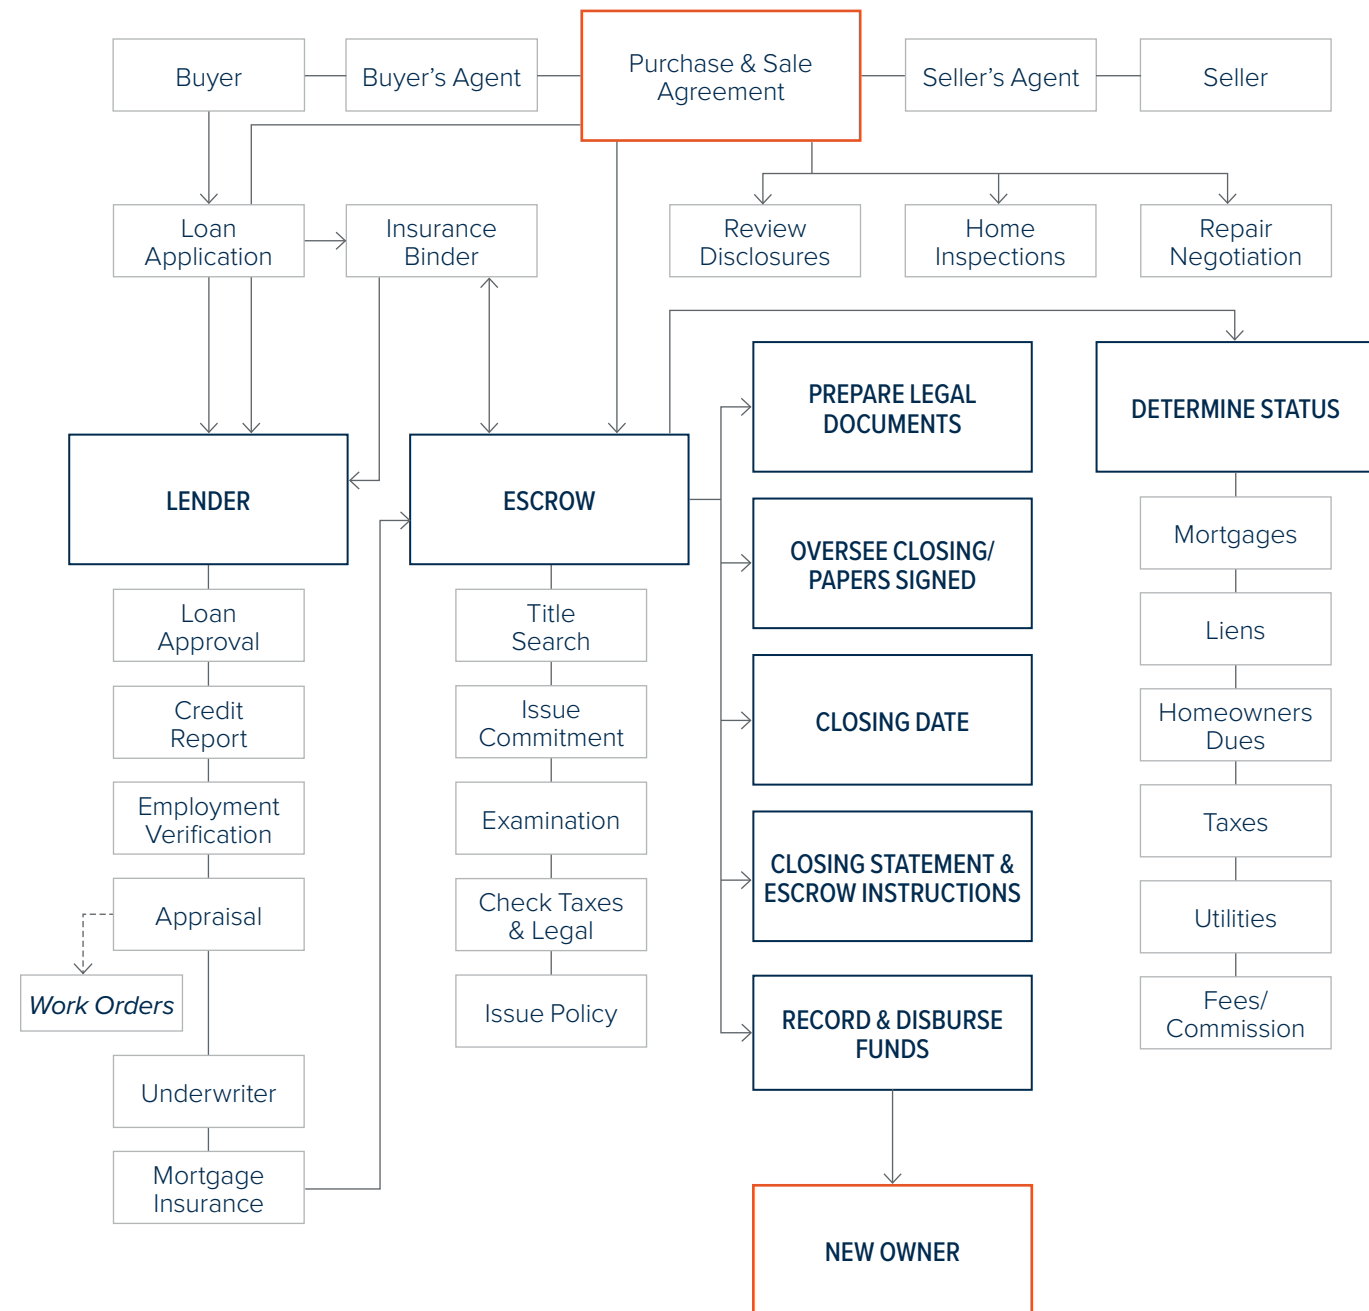 Buyer
Buyer's Agent
Purchase & Sale
Agreement
Seller's Agent
Seller
Loan
Application
Insurance
Binder
Review
Disclosures
Home
Inspections
Repair
Negotiation
LENDER
Loan
Approval
Credit
Report
Employment
Verification
Appraisal
Work Orders
Underwriter
Mortgage
Insurance
ESCROW
Title
Search
Issue
Commitment
Examination
Check Taxes
& Legal
Issue Policy
PREPARE LEGAL
DOCUMENTS
OVERSEE CLOSING/
PAPERS SIGNED
CLOSING DATE
CLOSING STATEMENT &
ESCROW INSTRUCTIONS
RECORD & DISBURSE
FUNDS
NEW OWNER
DETERMINE STATUS
Mortgages
Liens
Homeowners
Dues
Taxes
Utilities
Fees/
Commission